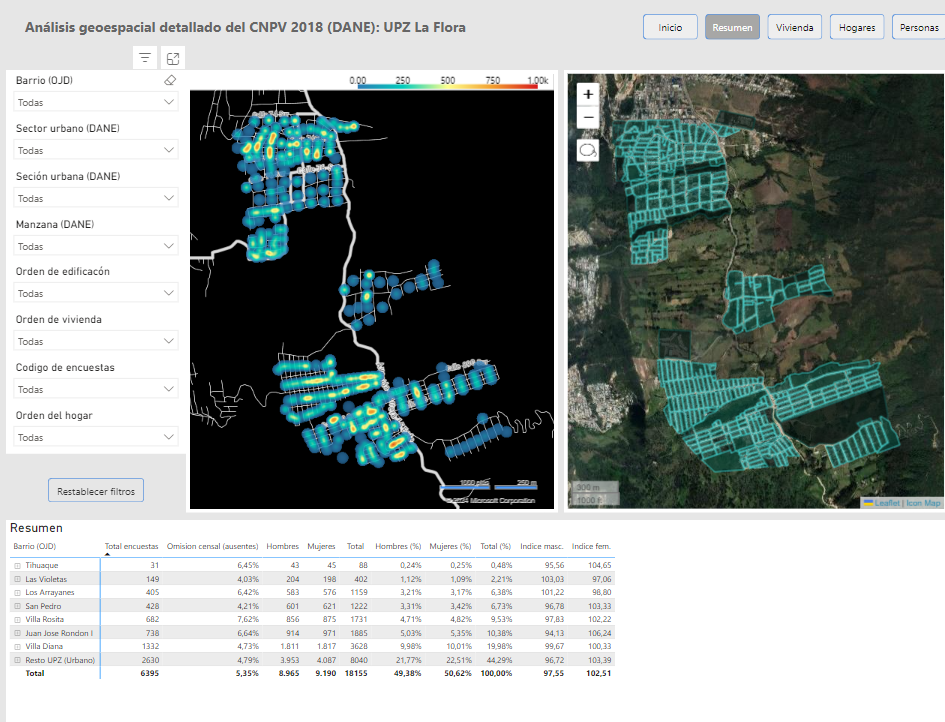 Análisis geoespacial detallado del CNPV 2018 (DANE): UPZ La Flora
Inicio Resumen Vivienda Hogares Personas
Barrio (OJD)
Todas
Sector urbano (DANE)
Todas
Seción urbana (DANE)
Todas
Manzana (DANE)
Todas
Orden de edificacón
Todas
Orden de vivienda
Todas
Codigo de encuestas
Todas
Orden del hogar
Todas
Restablecer filtros
0.00 250 500 750 1.00k
1000 pies 250 m
© 2024 Microsoft Corporation
+
−
300 m
1000 ft
Leaflet | Icon Map
Resumen
Barrio (OJD) Total encuestas Omision censal (ausentes) Hombres Mujeres Total Hombres (%) Mujeres (%) Total (%) Indice masc. Indice fem.
Tihuaque 31 6,45% 43 45 88 0,24% 0,25% 0,48% 95,56 104,65
Las Violetas 149 4,03% 204 198 402 1,12% 1,09% 2,21% 103,03 97,06
Los Arrayanes 405 6,42% 583 576 1159 3,21% 3,17% 6,38% 101,22 98,80
San Pedro 428 4,21% 601 621 1222 3,31% 3,42% 6,73% 96,78 103,33
Villa Rosita 682 7,62% 856 875 1731 4,71% 4,82% 9,53% 97,83 102,22
Juan Jose Rondon I 738 6,64% 914 971 1885 5,03% 5,35% 10,38% 94,13 106,24
Villa Diana 1332 4,73% 1.811 1.817 3628 9,98% 10,01% 19,98% 99,67 100,33
Resto UPZ (Urbano) 2630 4,79% 3.953 4.087 8040 21,77% 22,51% 44,29% 96,72 103,39
Total 6395 5,35% 8.965 9.190 18155 49,38% 50,62% 100,00% 97,55 102,51